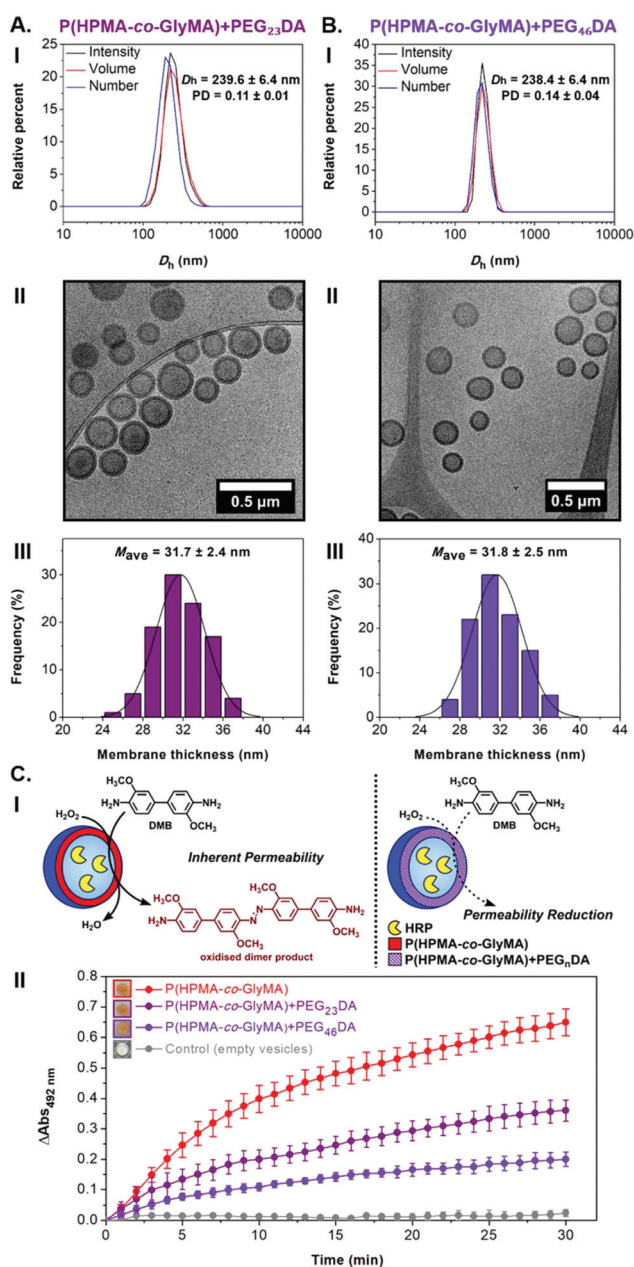 A. P(HPMA-co-GlyMA)+PEG23DA
I
Intensity
Volume
Number
Dh = 239.6 ± 6.4 nm
PD = 0.11 ± 0.01
Relative percent
25
20
15
10
5
0
10 100 1000 10000
Dh (nm)
B. P(HPMA-co-GlyMA)+PEG46DA
I
Intensity
Volume
Number
Dh = 238.4 ± 6.4 nm
PD = 0.14 ± 0.04
Relative percent
40
35
30
25
20
15
10
5
0
10 100 1000 10000
Dh (nm)
II
0.5 µm
II
0.5 µm
III
Mave = 31.7 ± 2.4 nm
Frequency (%)
30
20
10
0
20 24 28 32 36 40 44
Membrane thickness (nm)
III
Mave = 31.8 ± 2.5 nm
Frequency (%)
40
30
20
10
0
20 24 28 32 36 40 44
Membrane thickness (nm)
C.
I
H2O2
H2O
OCH3
H2N
NH2
CH3O
DMB
Inherent Permeability
CH3O
H2N
OCH3
N
N
CH3O
NH2
OCH3
oxidised dimer product
H2O2
CH3O
H2N
NH2
OCH3
DMB
Permeability Reduction
HRP
P(HPMA-co-GlyMA)
P(HPMA-co-GlyMA)+PEGnDA
II
P(HPMA-co-GlyMA)
P(HPMA-co-GlyMA)+PEG23DA
P(HPMA-co-GlyMA)+PEG46DA
Control (empty vesicles)
ΔAbs492 nm
0.8
0.7
0.6
0.5
0.4
0.3
0.2
0.1
0.0
0 5 10 15 20 25 30
Time (min)